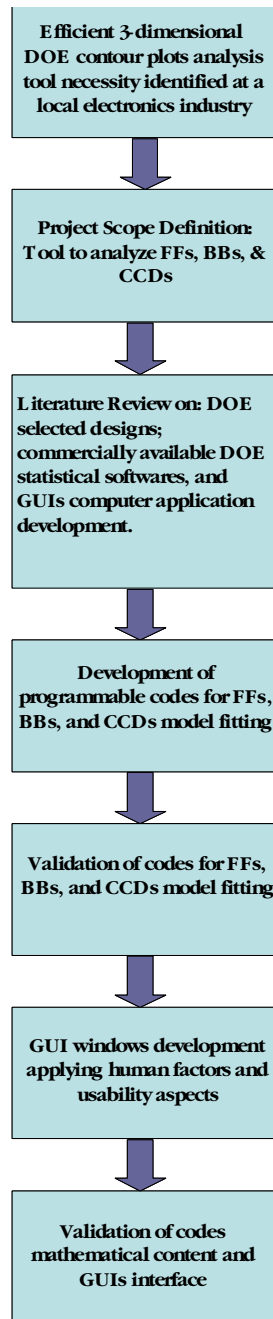 Efficient 3-dimensional
DOE contour plots analysis
tool necessity identified at a
local electronics industry
Project Scope Definition:
Tool to analyze FFs, BBs, &
CCDs
Literature Review on: DOE
selected designs;
commercially available DOE
statistical softwares, and
GUIs computer application
development.
Development of
programmable codes for FFs,
BBs, and CCDs model fitting
Validation of codes for FFs,
BBs, and CCDs model fitting
GUI windows development
applying human factors and
usability aspects
Validation of codes
mathematical content and
GUIs interface